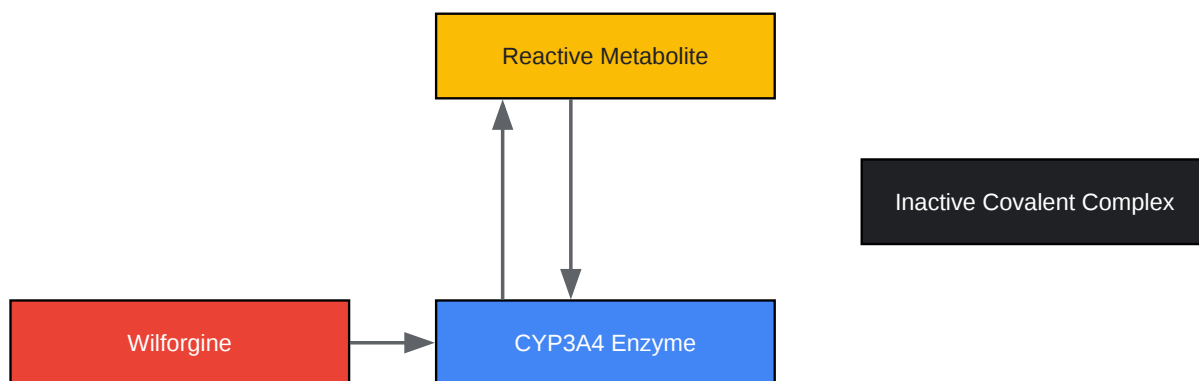 Reactive Metabolite
Inactive Covalent Complex
Wilforgine
CYP3A4 Enzyme